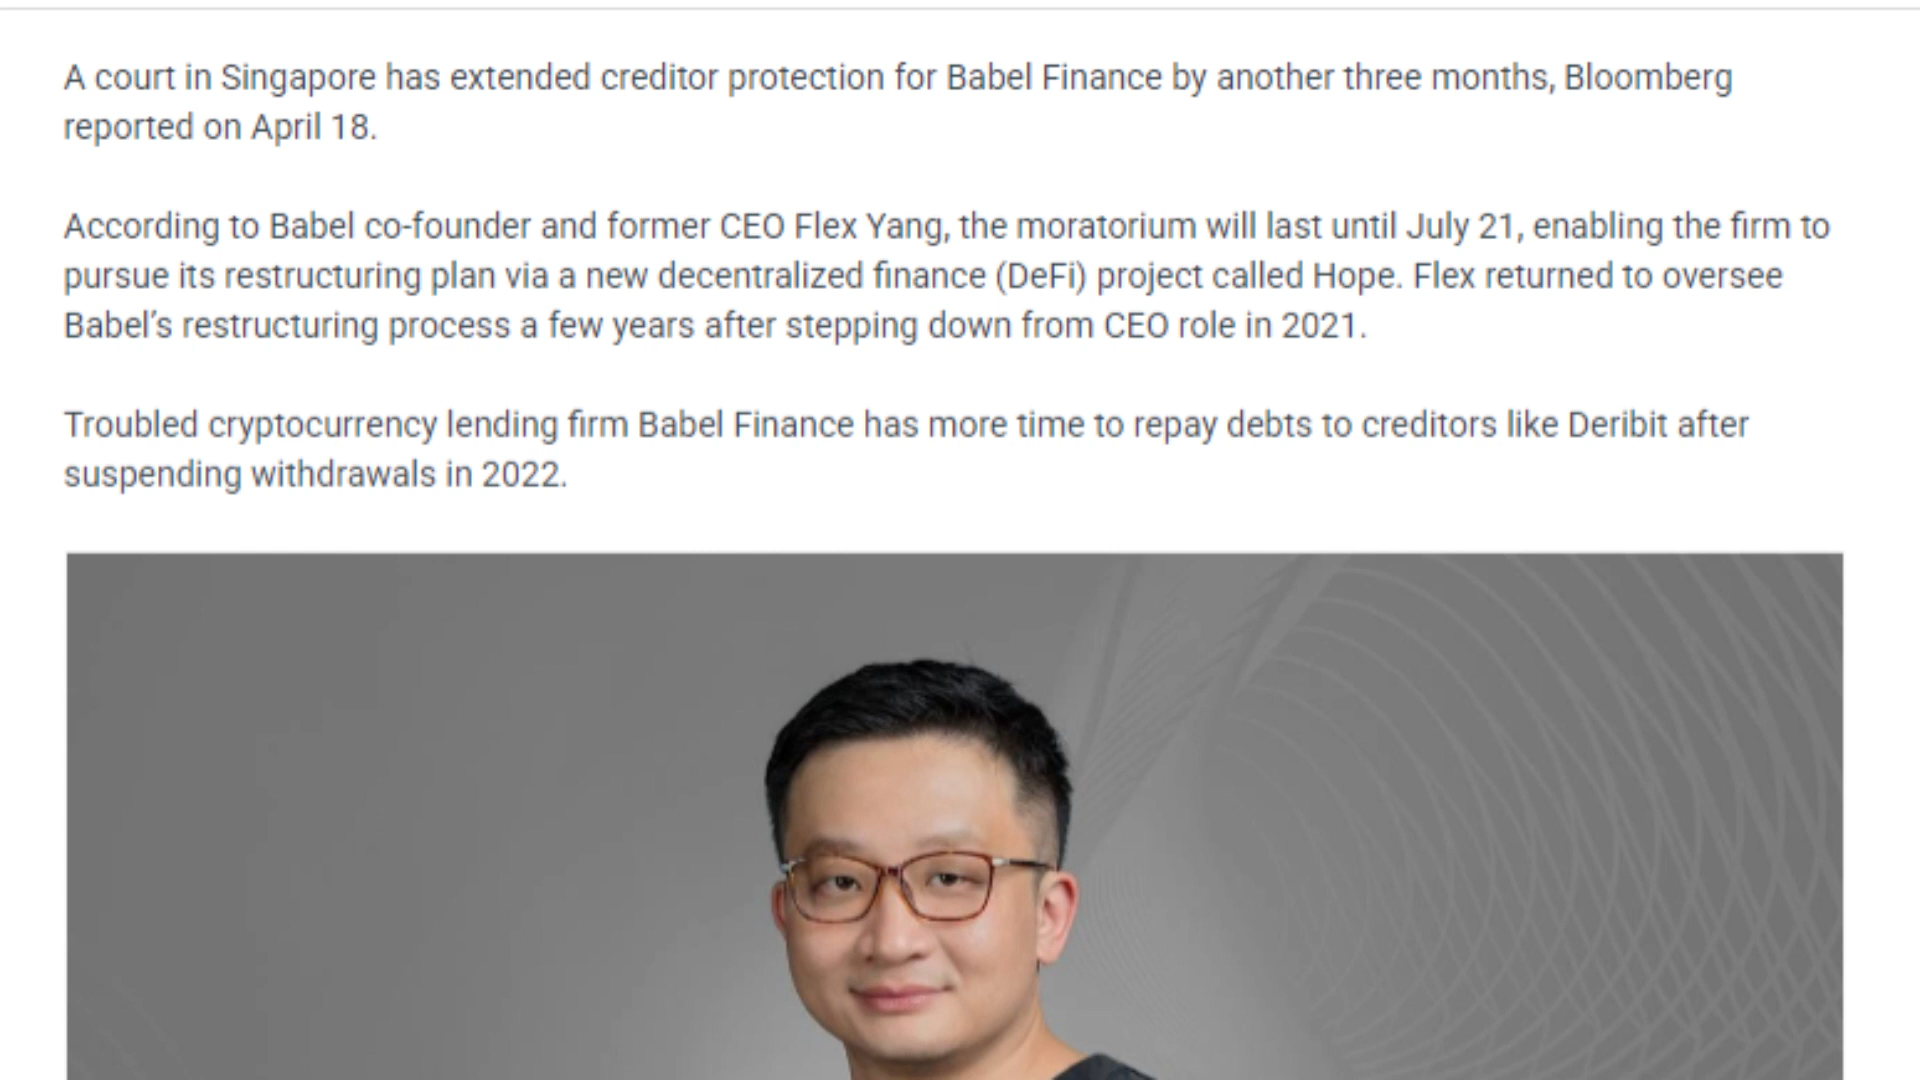 A court in Singapore has extended creditor protection for Babel Finance by another three months, Bloomberg
reported on April 18.
According to Babel co-founder and former CEO Flex Yang, the moratorium will last until July 21, enabling the firm to
pursue its restructuring plan via a new decentralized finance (DeFi) project called Hope. Flex returned to oversee
Babel’s restructuring process a few years after stepping down from CEO role in 2021.
Troubled cryptocurrency lending firm Babel Finance has more time to repay debts to creditors like Deribit after
suspending withdrawals in 2022.